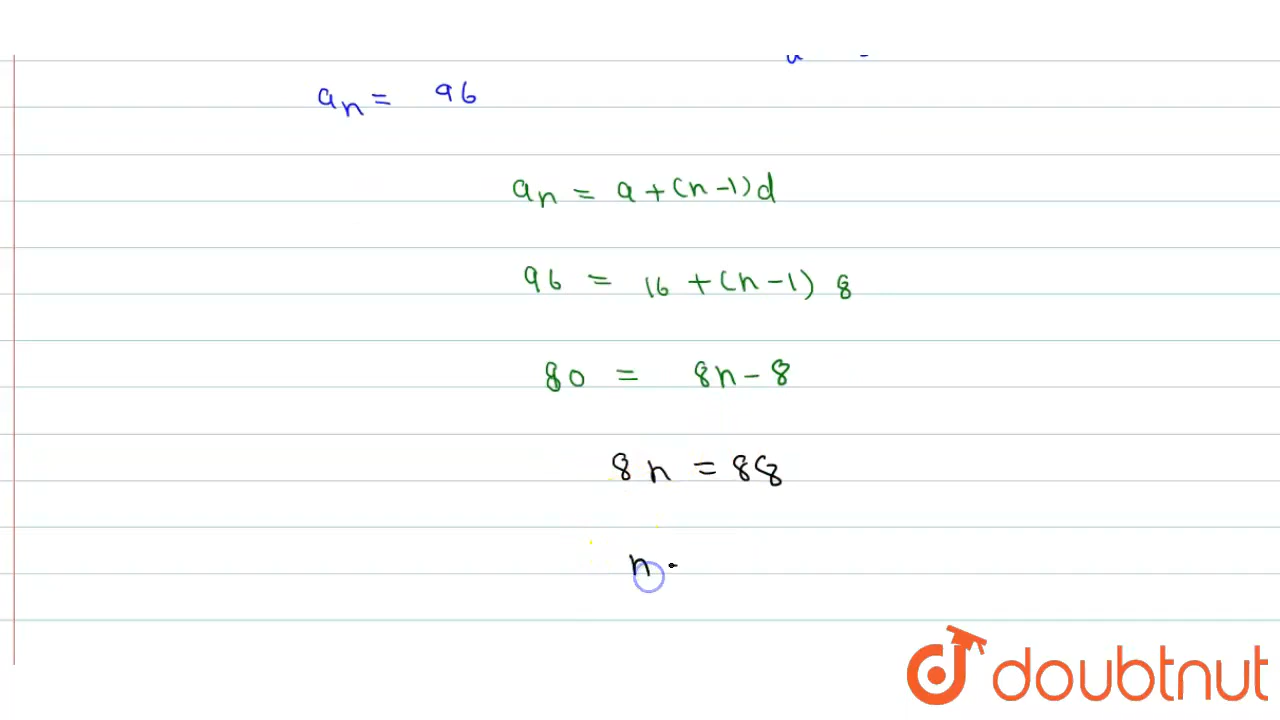 aₙ = 96
aₙ = a + (n - 1) d
96 = 16 + (n - 1) 8
80 = 8n - 8
8n = 88
n
doubtnut